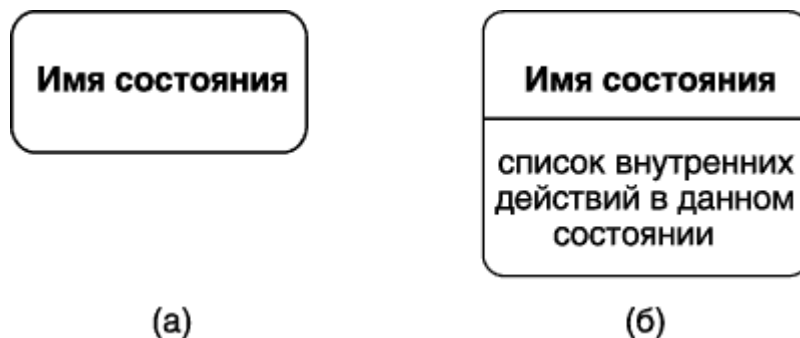 Имя состояния
(а)
Имя состояния
список внутренних
действий в данном
состоянии
(б)